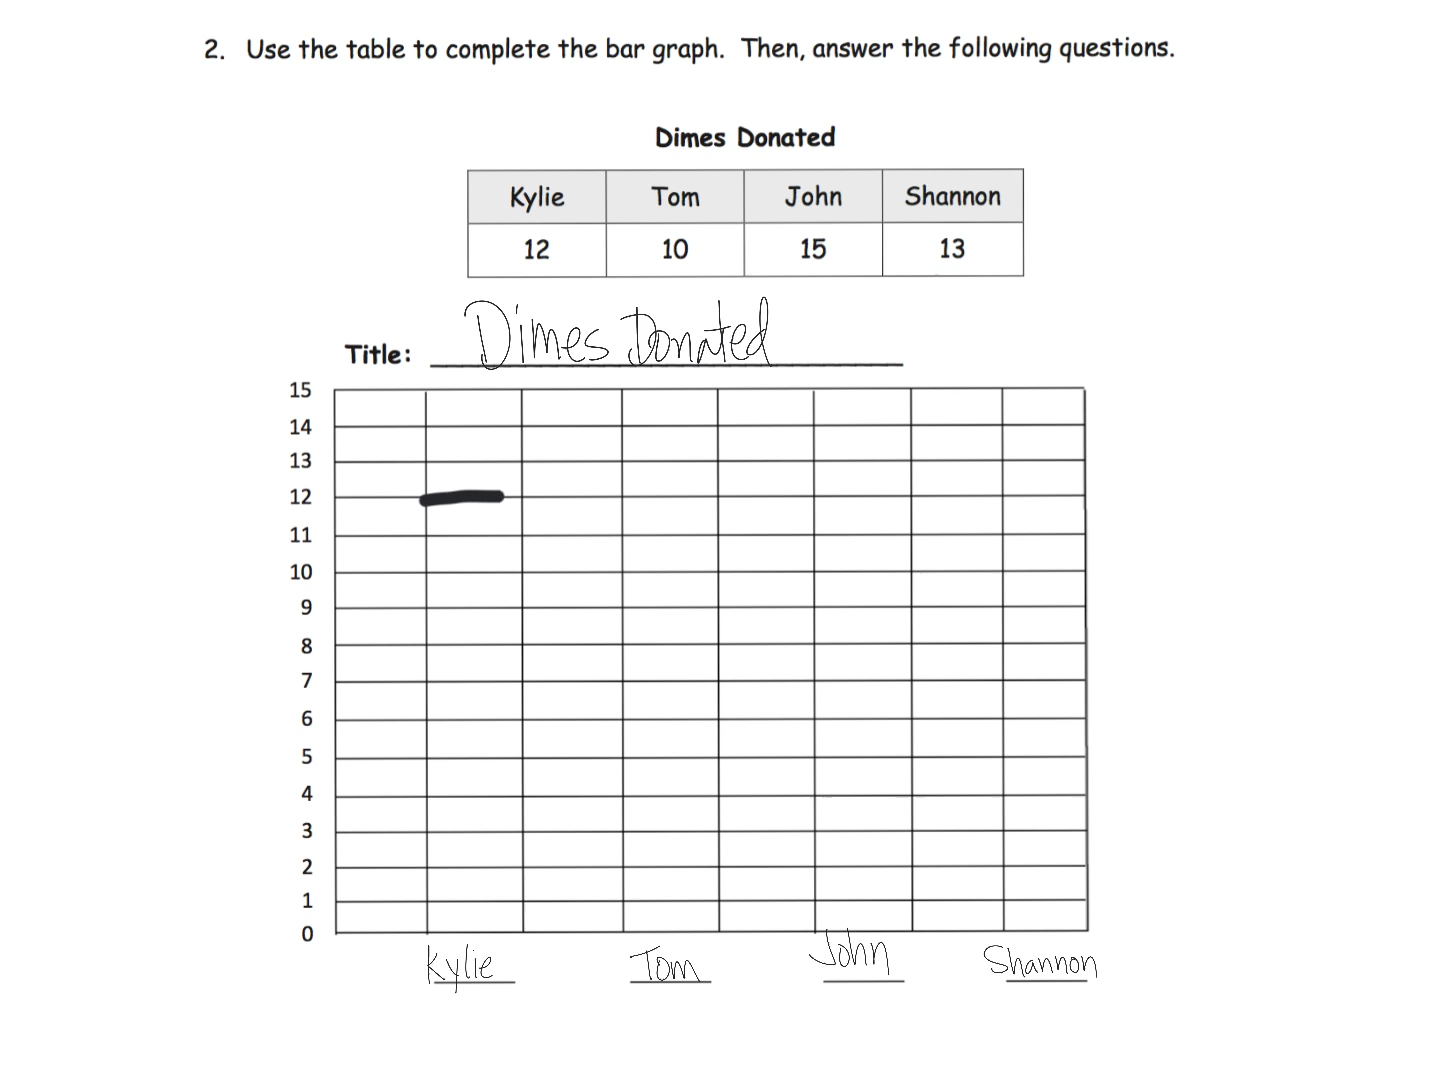 2. Use the table to complete the bar graph. Then, answer the following questions.
Dimes Donated
Kylie Tom John Shannon
12 10 15 13
Title: Dimes Donated
15
14
13
12
11
10
9
8
7
6
5
4
3
2
1
0
Kylie Tom John Shannon